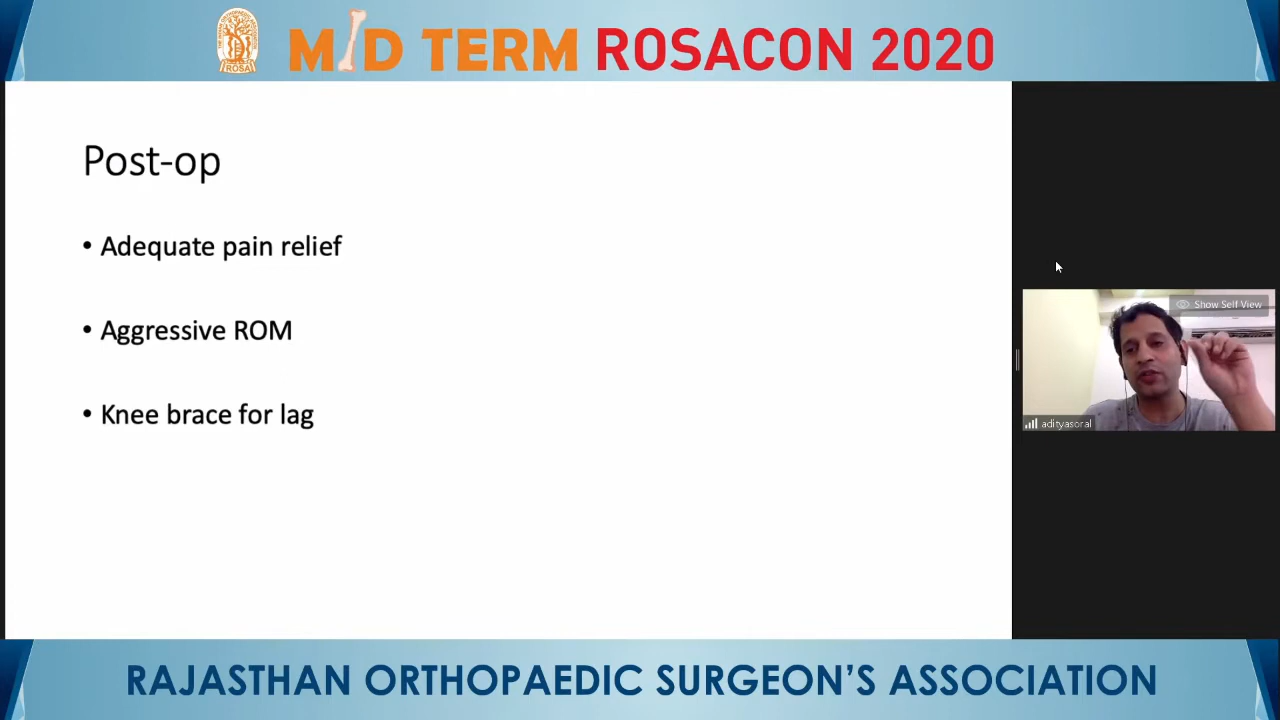 ROSA
MID TERM ROSACON 2020
Post-op
• Adequate pain relief
• Aggressive ROM
• Knee brace for lag
Show Self View
adityasoral
RAJASTHAN ORTHOPAEDIC SURGEON'S ASSOCIATION